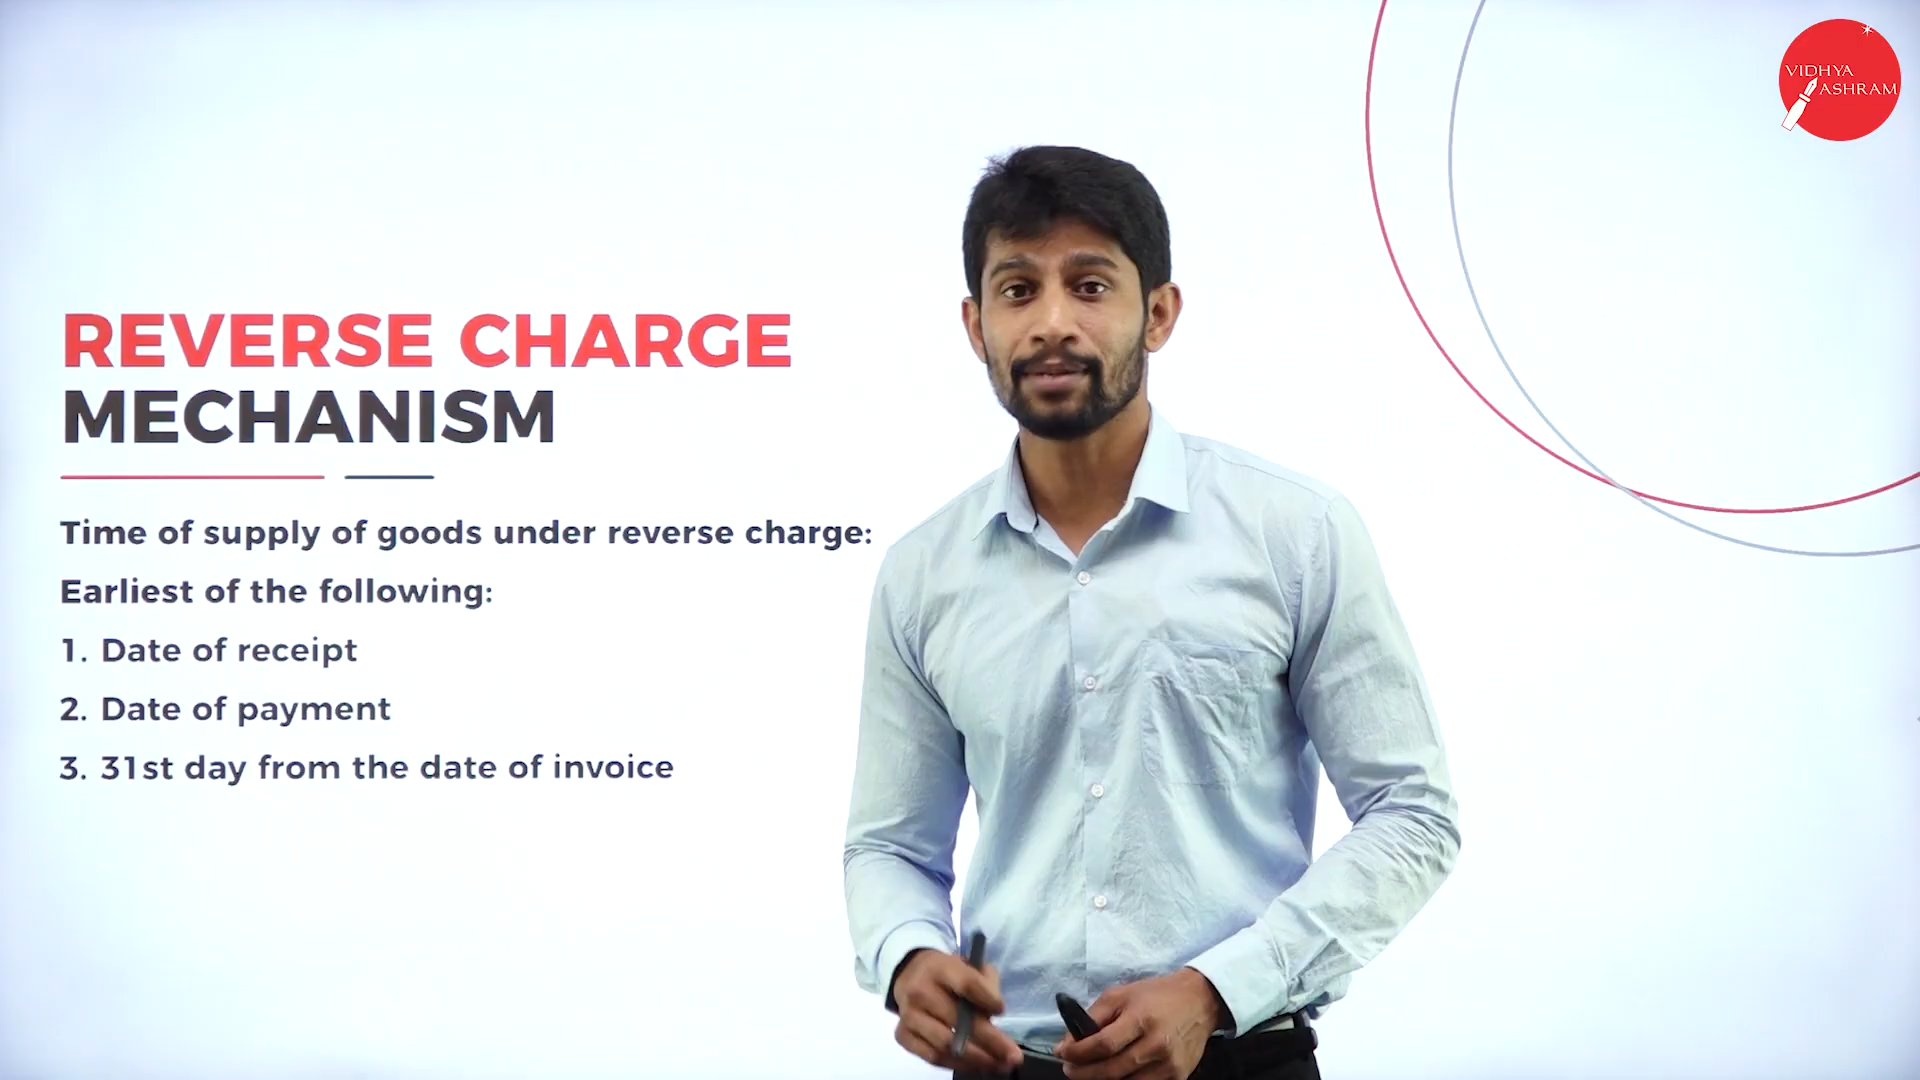 VIDHYA
ASHRAM
REVERSE CHARGE
MECHANISM
Time of supply of goods under reverse charge:
Earliest of the following:
1. Date of receipt
2. Date of payment
3. 31st day from the date of invoice